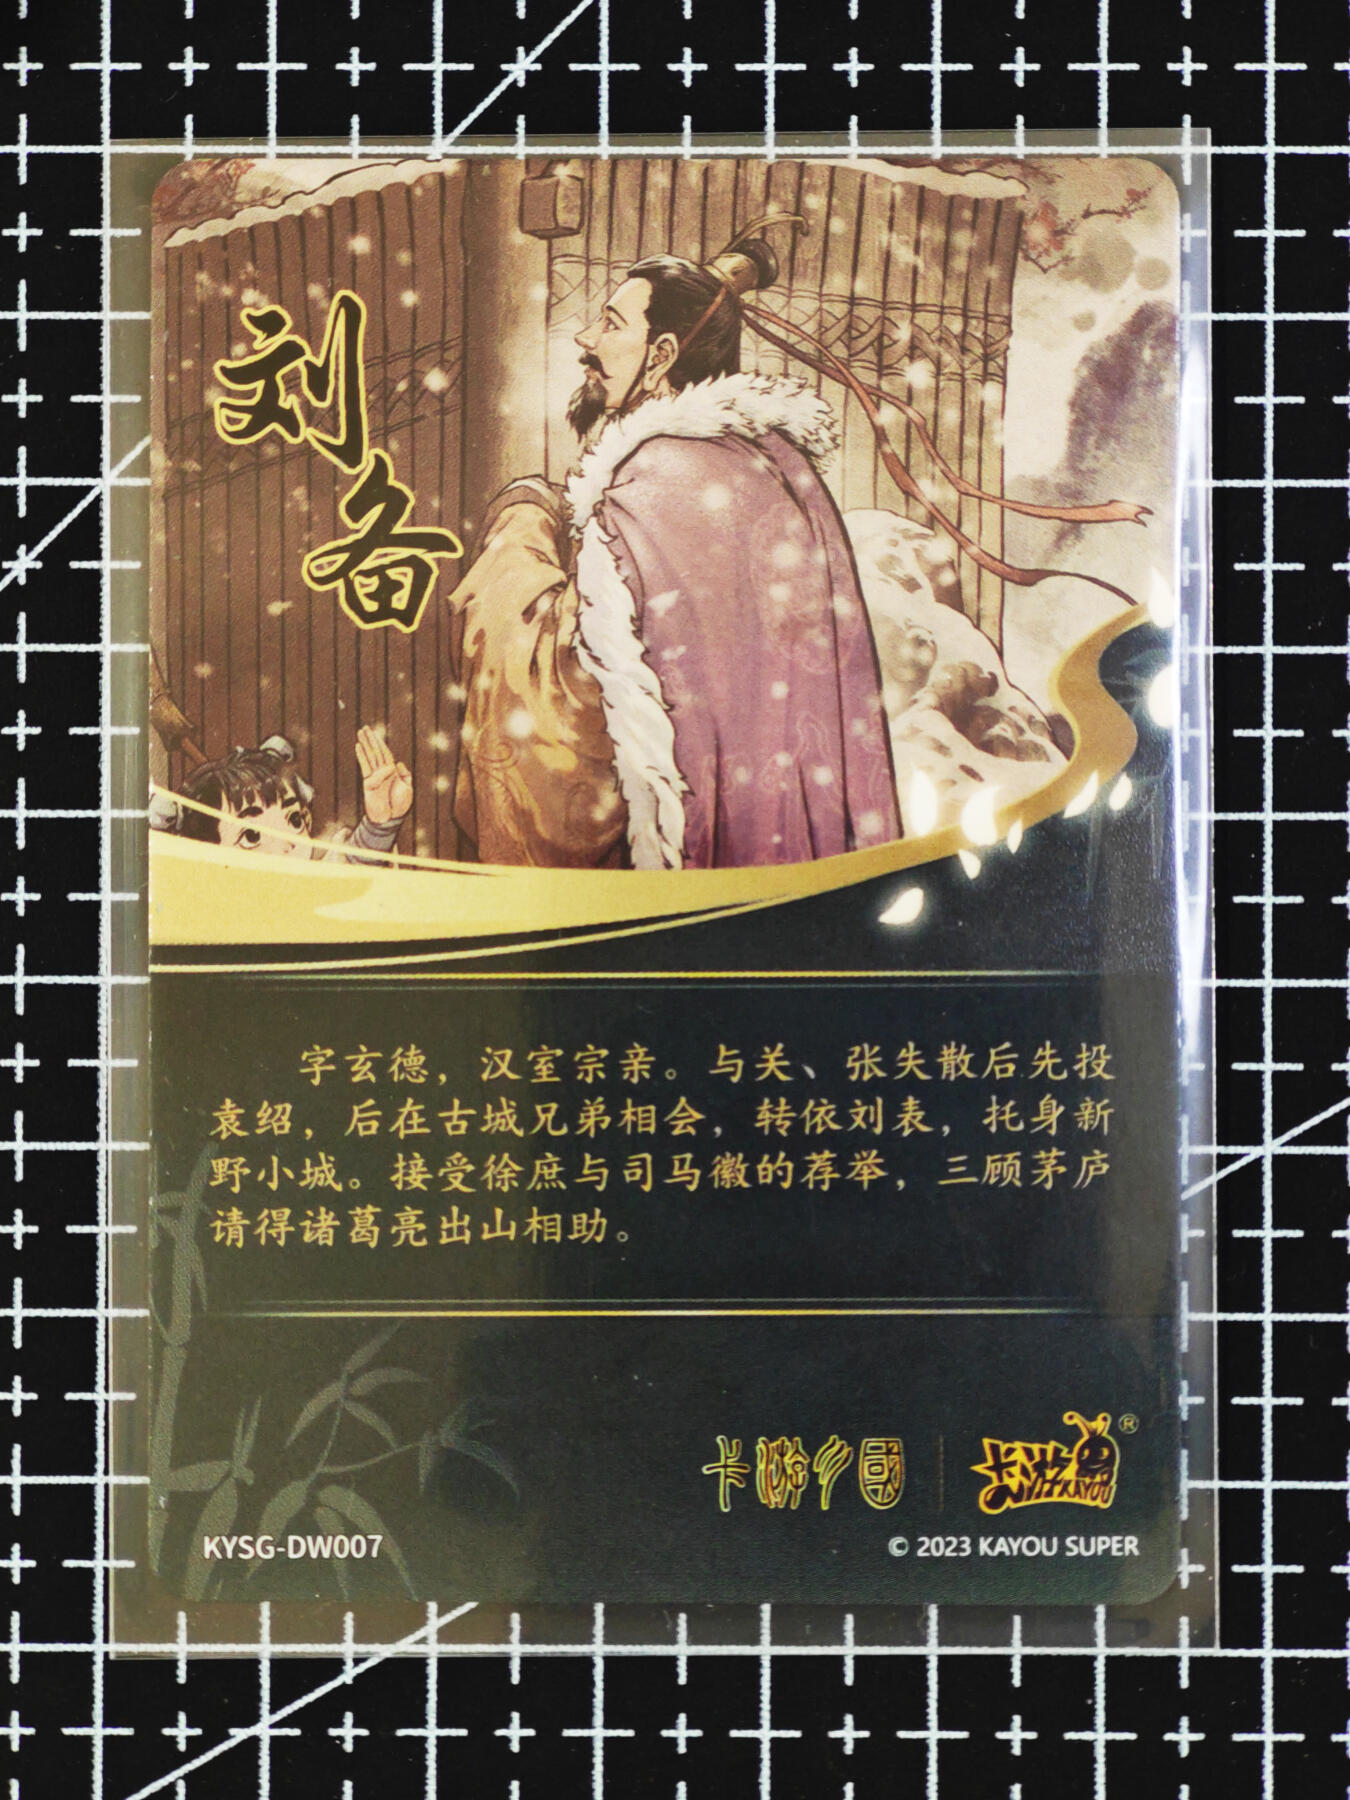 刘备
字玄德，汉室宗亲。与关、张失散后先投
袁绍，后在古城兄弟相会，转依刘表，托身新
野小城。接受徐庶与司马徽的荐举，三顾茅庐
请得诸葛亮出山相助。
卡游三國
卡游 KAYOU ®
KYSG-DW007
© 2023 KAYOU SUPER